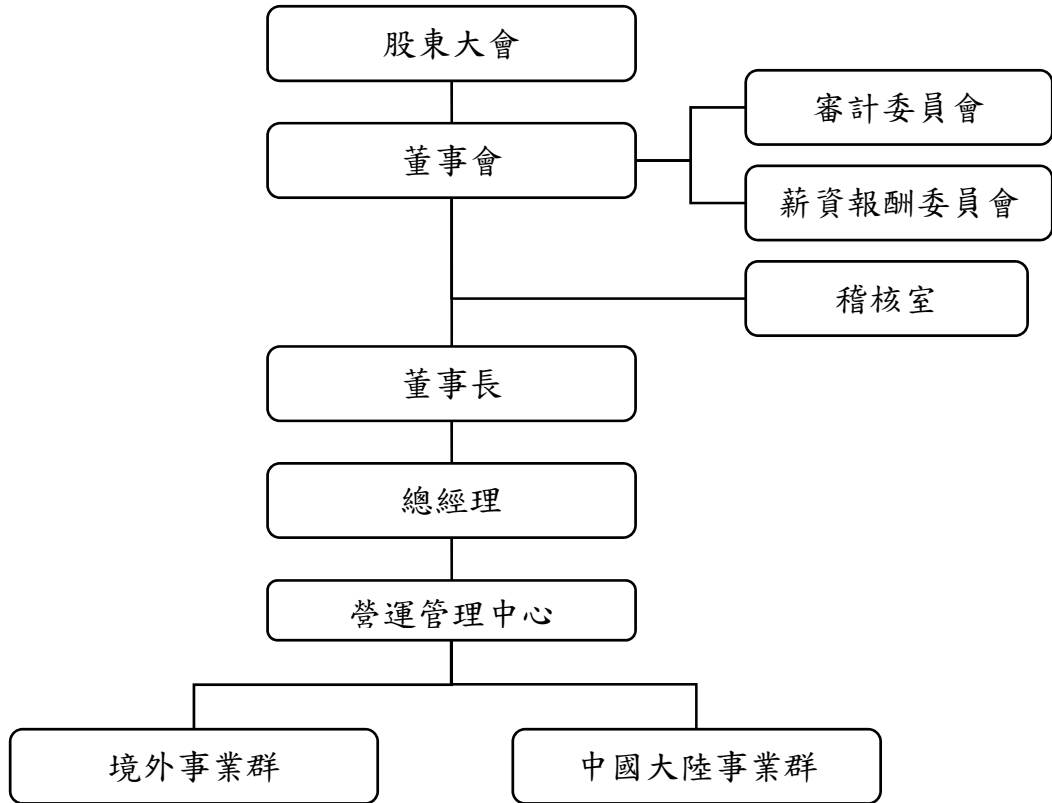 股東大會
審計委員會
董事會
薪資報酬委員會
稽核室
董事長
總經理
營運管理中心
境外事業群
中國大陸事業群